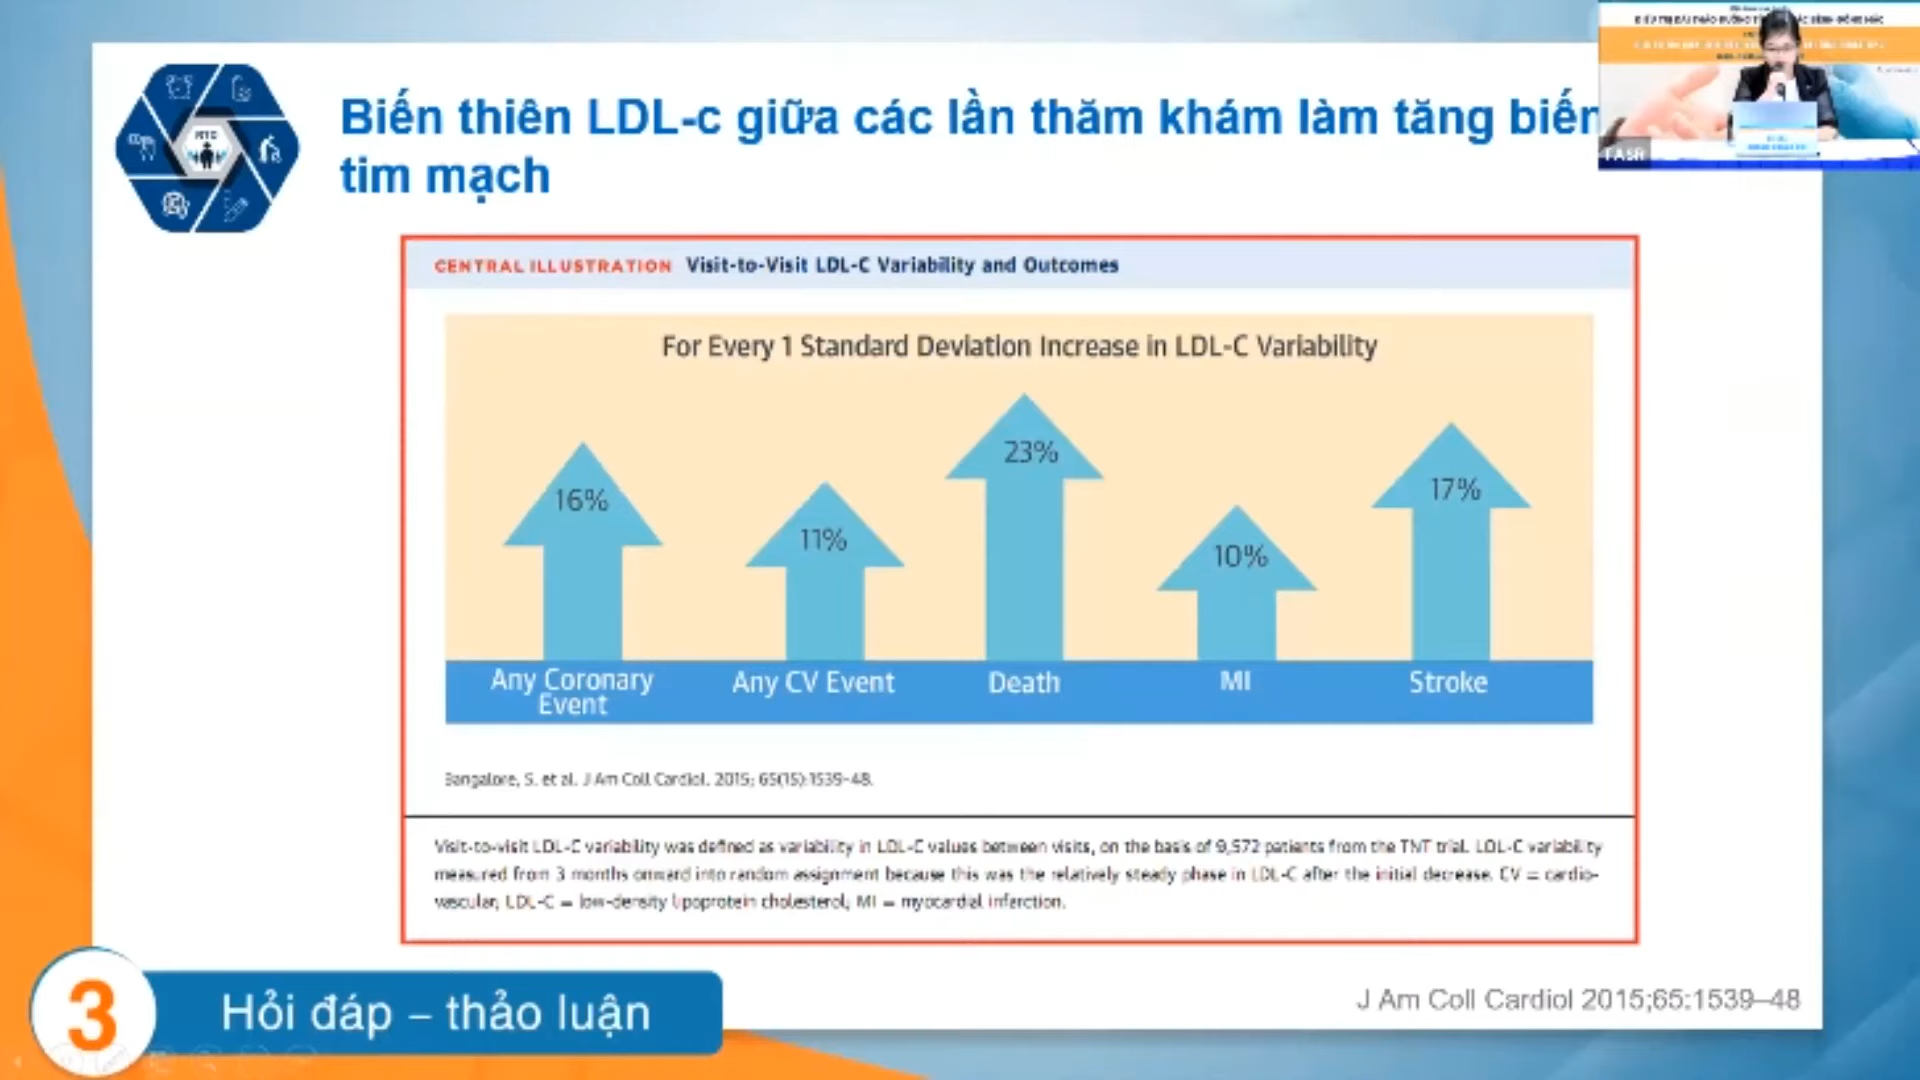 Biến thiên LDL-c giữa các lần thăm khám làm tăng biến
tim mạch
NTC
FASR
CENTRAL ILLUSTRATION Visit-to-Visit LDL-C Variability and Outcomes
For Every 1 Standard Deviation Increase in LDL-C Variability
16%
11%
23%
10%
17%
Any Coronary
Event
Any CV Event
Death
MI
Stroke
Bangalore, S. et al. J Am Coll Cardiol. 2015; 65(15):1539–48.
Visit-to-visit LDL-C variability was defined as variability in LDL-C values between visits, on the basis of 9,572 patients from the TNT trial. LDL-C variability
measured from 3 months onward into random assignment because this was the relatively steady phase in LDL-C after the initial decrease. CV = cardio-
vascular; LDL-C = low-density lipoprotein cholesterol; MI = myocardial infarction.
J Am Coll Cardiol 2015;65:1539–48
3
Hỏi đáp – thảo luận